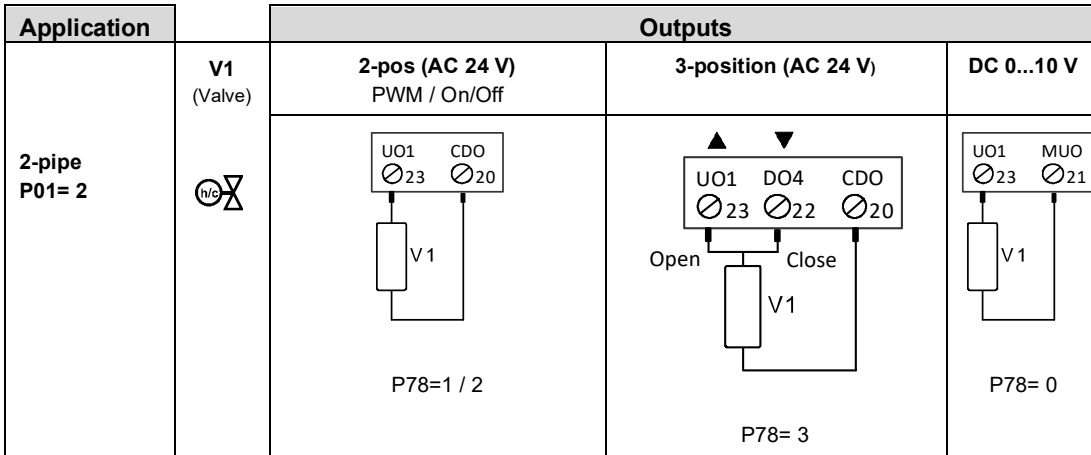 Application
Outputs
V1
(Valve)
2-pos (AC 24 V)
PWM / On/Off
3-position (AC 24 V)
DC 0...10 V
2-pipe
P01= 2
h/c
UO1 CDO
23 20
V1
P78=1 / 2
▲ ▼
UO1 DO4 CDO
23 22 20
Open Close
V1
P78= 3
UO1 MUO
23 21
V1
P78= 0